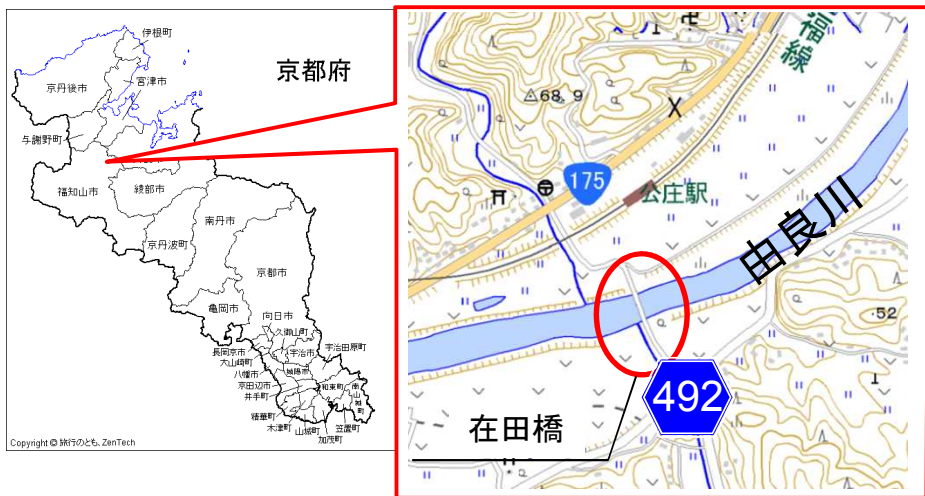 京都府
伊根町
宮津市
京丹後市
与謝野町
福知山市
綾部市
南丹市
京丹波町
京都市
亀岡市
向日市
久御山町
長岡京市
大山崎町
宇治市
宇治田原町
八幡市
城陽市
京田辺市
井手町
和東町
南山城村
精華町
木津町
山城町
加茂町
笠置町
Copyright © 旅行のとも、ZenTech
福線
68.9
175
公庄駅
由良川
52
492
在田橋